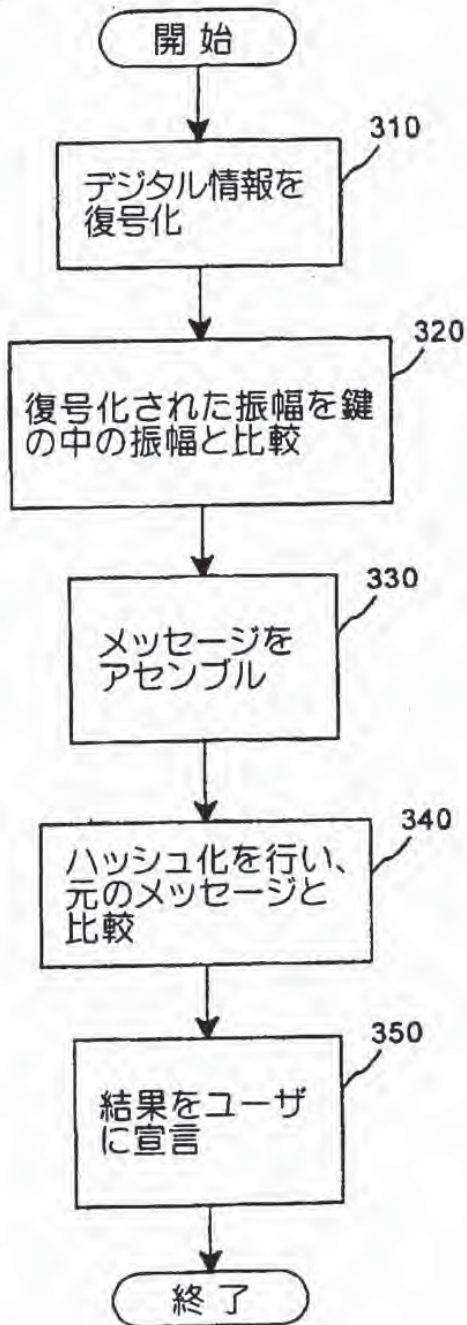 開始
310
デジタル情報を
復号化
320
復号化された振幅を鍵
の中の振幅と比較
330
メッセージを
アセンブル
340
ハッシュ化を行い、
元のメッセージと
比較
350
結果をユーザ
に宣言
終了